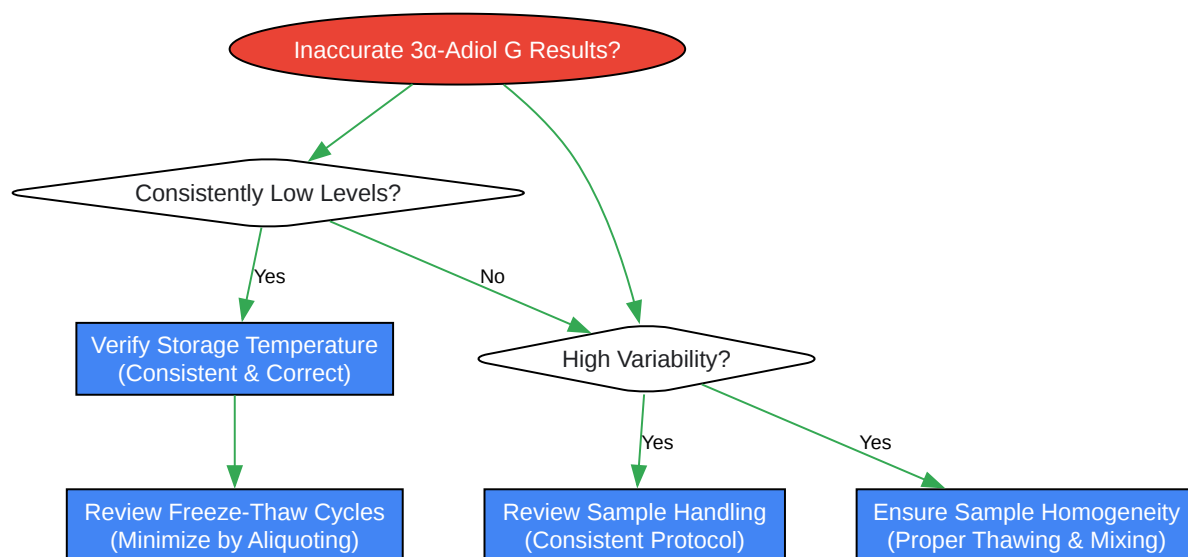 Inaccurate 3α-Adiol G Results?
Consistently Low Levels?
Yes
No
Verify Storage Temperature
(Consistent & Correct)
High Variability?
Yes
Yes
Review Freeze-Thaw Cycles
(Minimize by Aliquoting)
Review Sample Handling
(Consistent Protocol)
Ensure Sample Homogeneity
(Proper Thawing & Mixing)